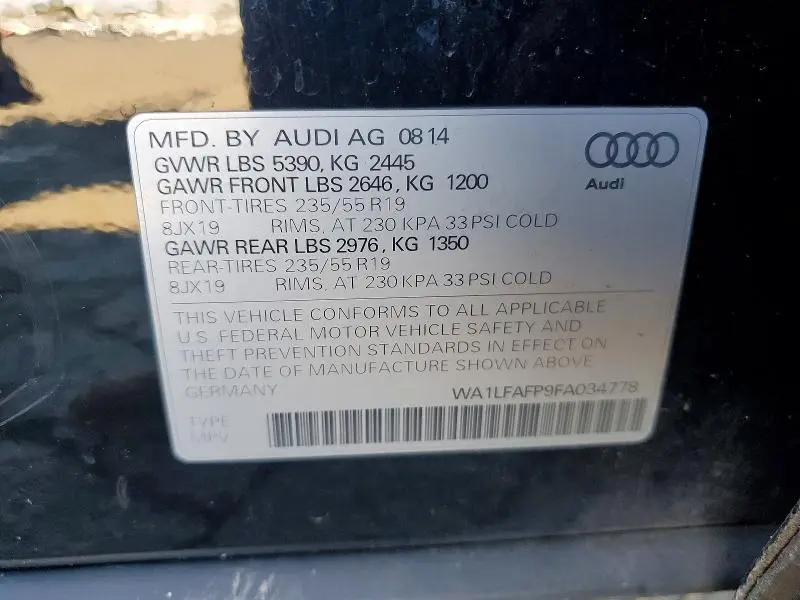 MFD. BY AUDI AG 0814
GVWR LBS 5390, KG 2445
GAWR FRONT LBS 2646, KG 1200
FRONT-TIRES 235/55 R19
8JX19 RIMS, AT 230 KPA 33 PSI COLD
GAWR REAR LBS 2976, KG 1350
REAR-TIRES 235/55 R19
8JX19 RIMS, AT 230 KPA 33 PSI COLD
Audi
THIS VEHICLE CONFORMS TO ALL APPLICABLE
U.S. FEDERAL MOTOR VEHICLE SAFETY AND
THEFT PREVENTION STANDARDS IN EFFECT ON
THE DATE OF MANUFACTURE SHOWN ABOVE
GERMANY WA1LFAFP9FA034778
TYPE
MPV